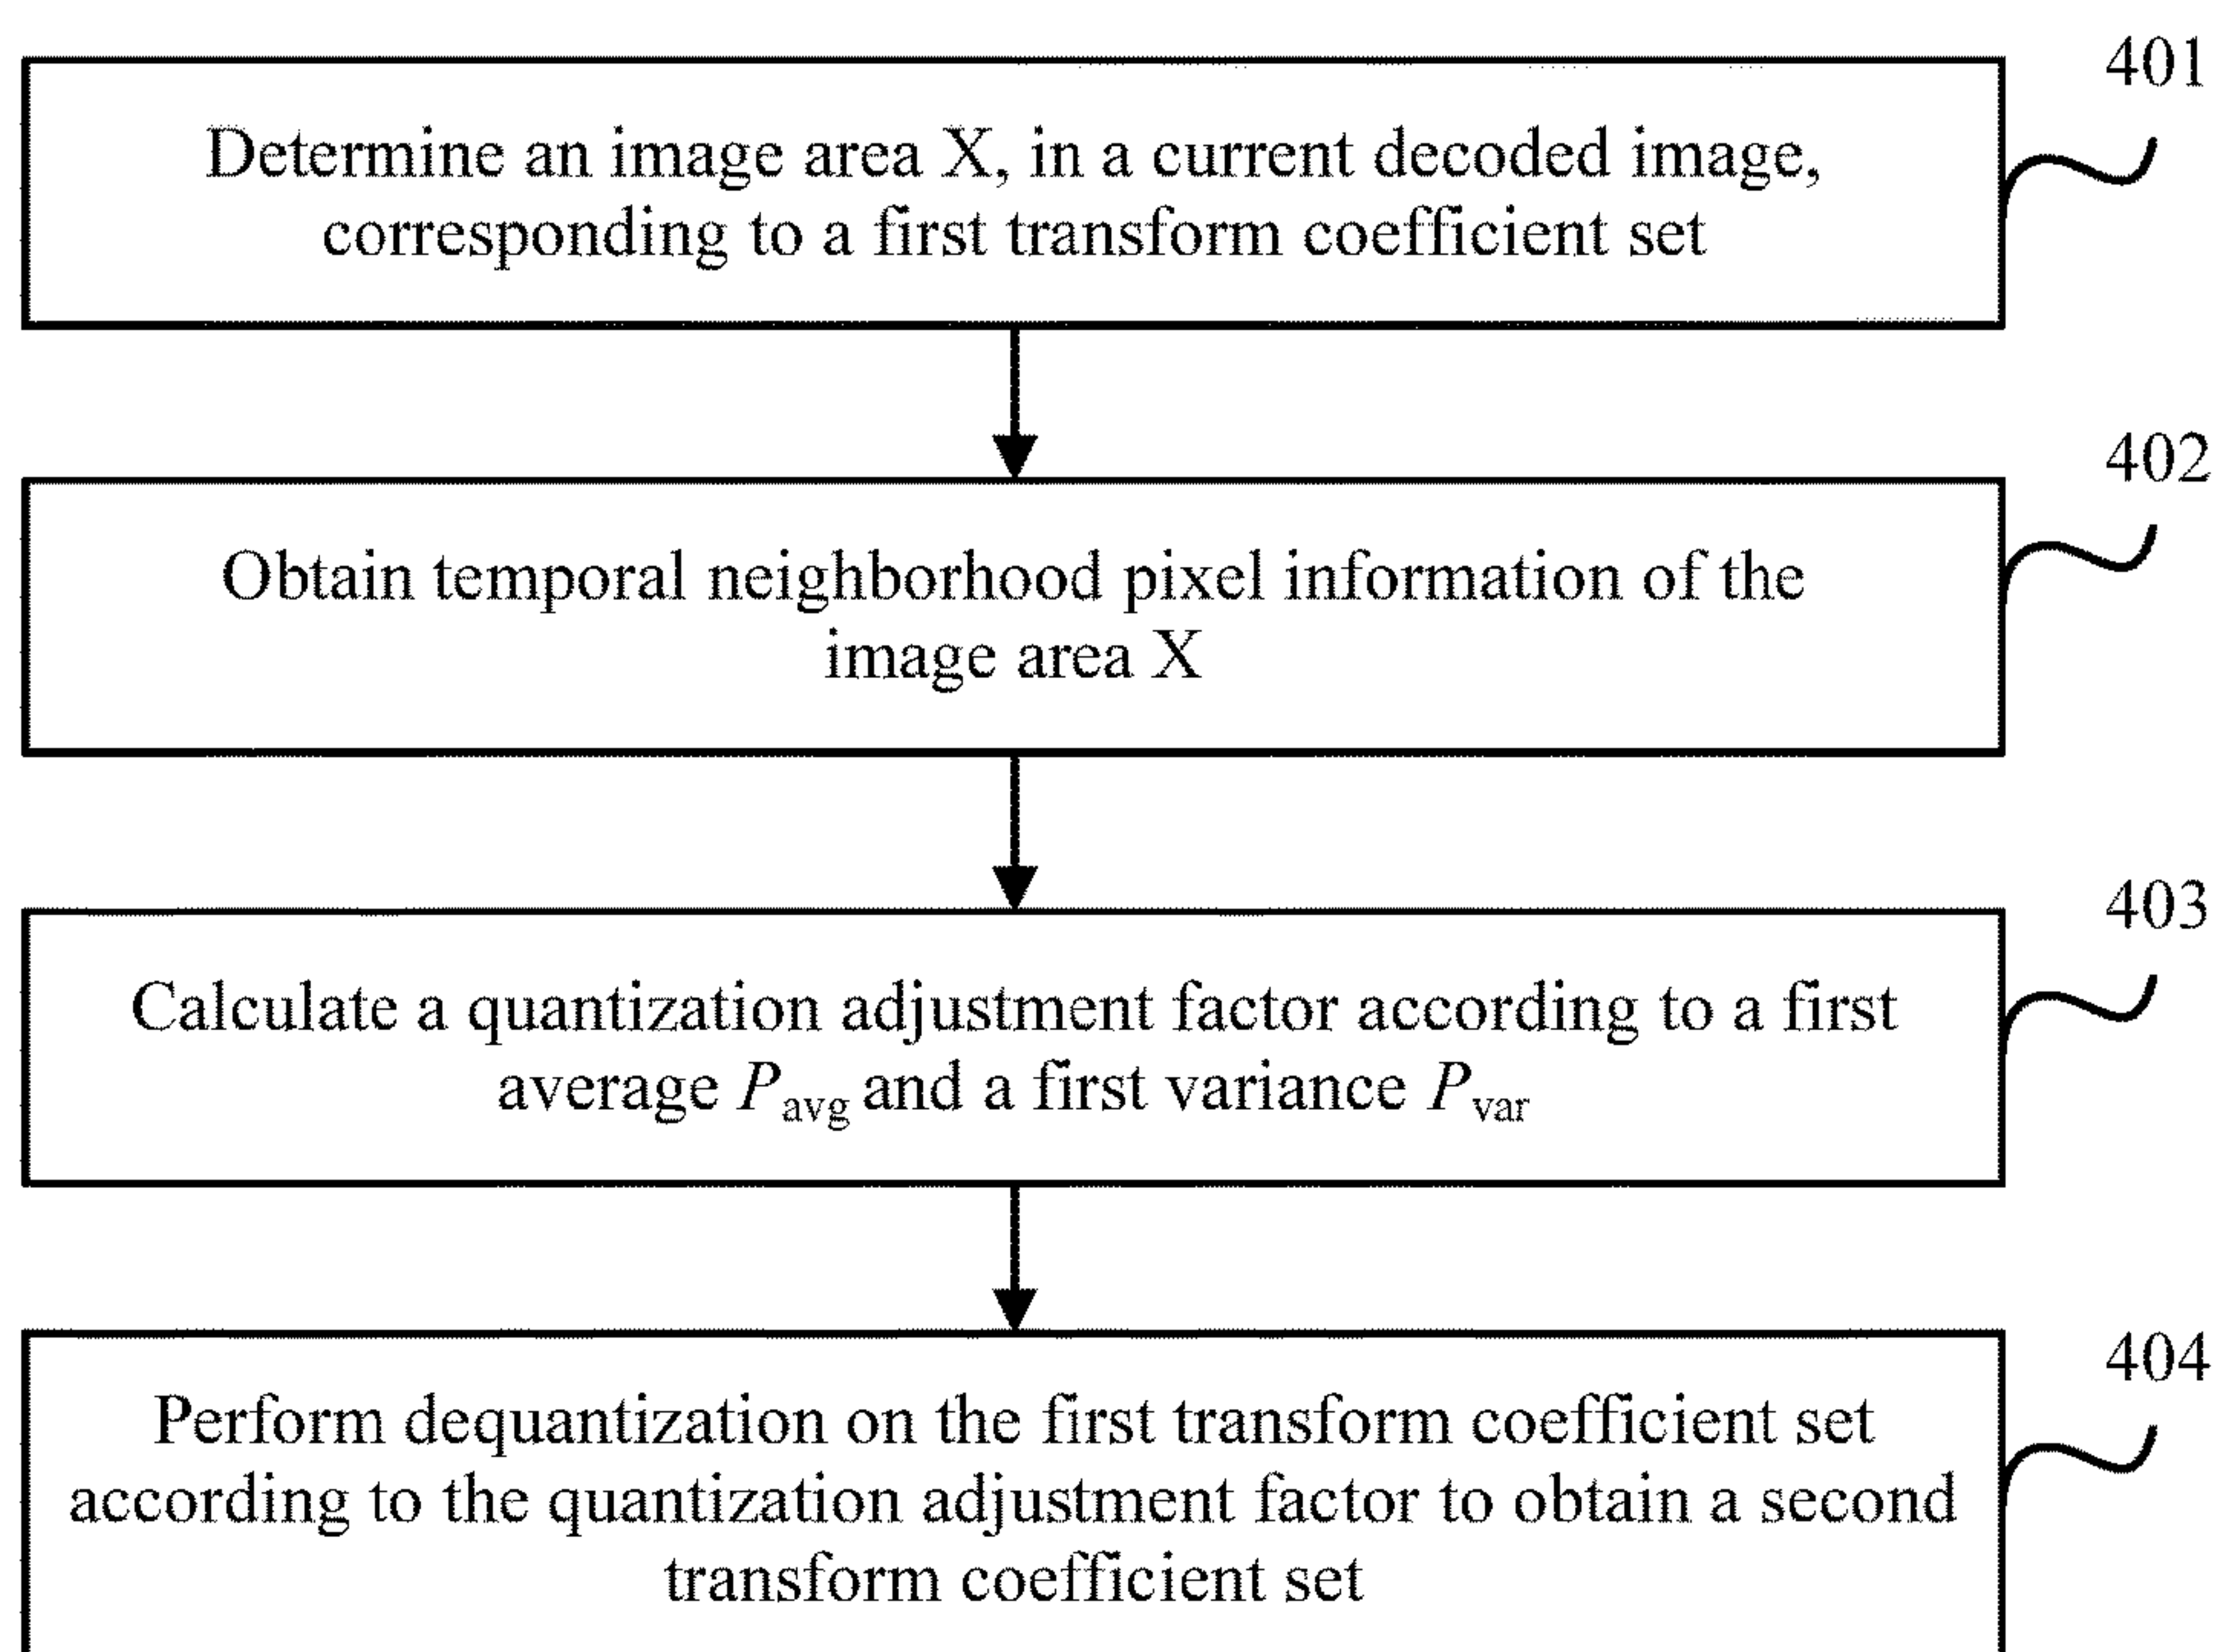 401
Determine an image area X, in a current decoded image,
corresponding to a first transform coefficient set
402
Obtain temporal neighborhood pixel information of the
image area X
403
Calculate a quantization adjustment factor according to a first
average Pavg and a first variance Pvar
404
Perform dequantization on the first transform coefficient set
according to the quantization adjustment factor to obtain a second
transform coefficient set